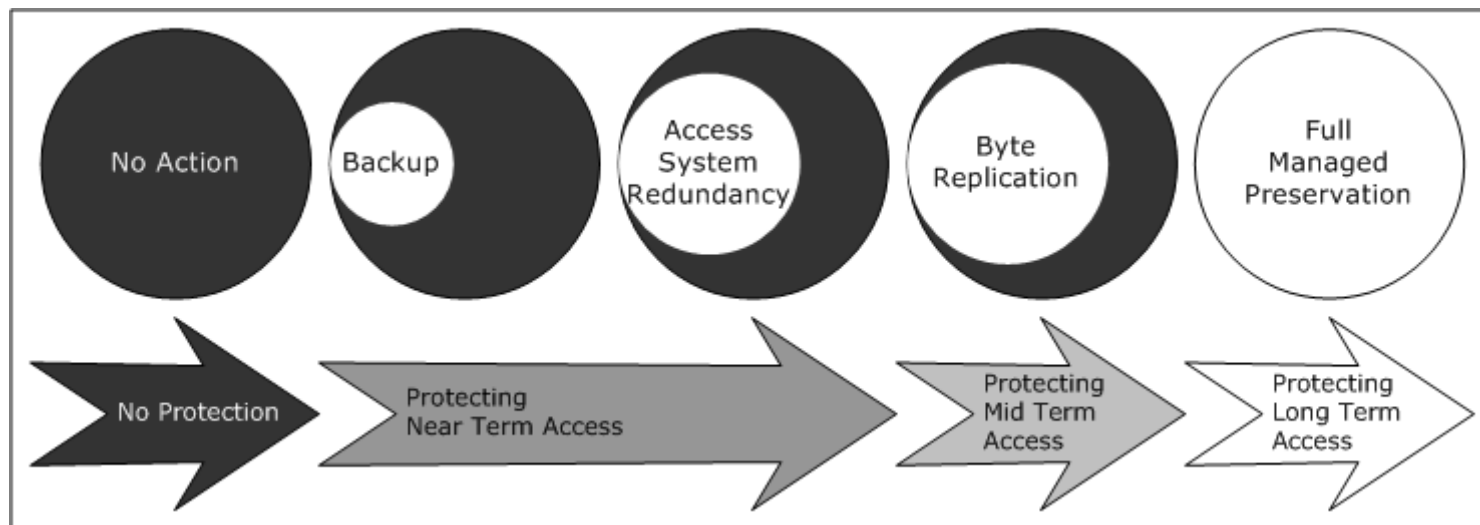 No Action
Backup
Access
System
Redundancy
Byte
Replication
Full
Managed
Preservation
No Protection
Protecting
Near Term Access
Protecting
Mid Term
Access
Protecting
Long Term
Access